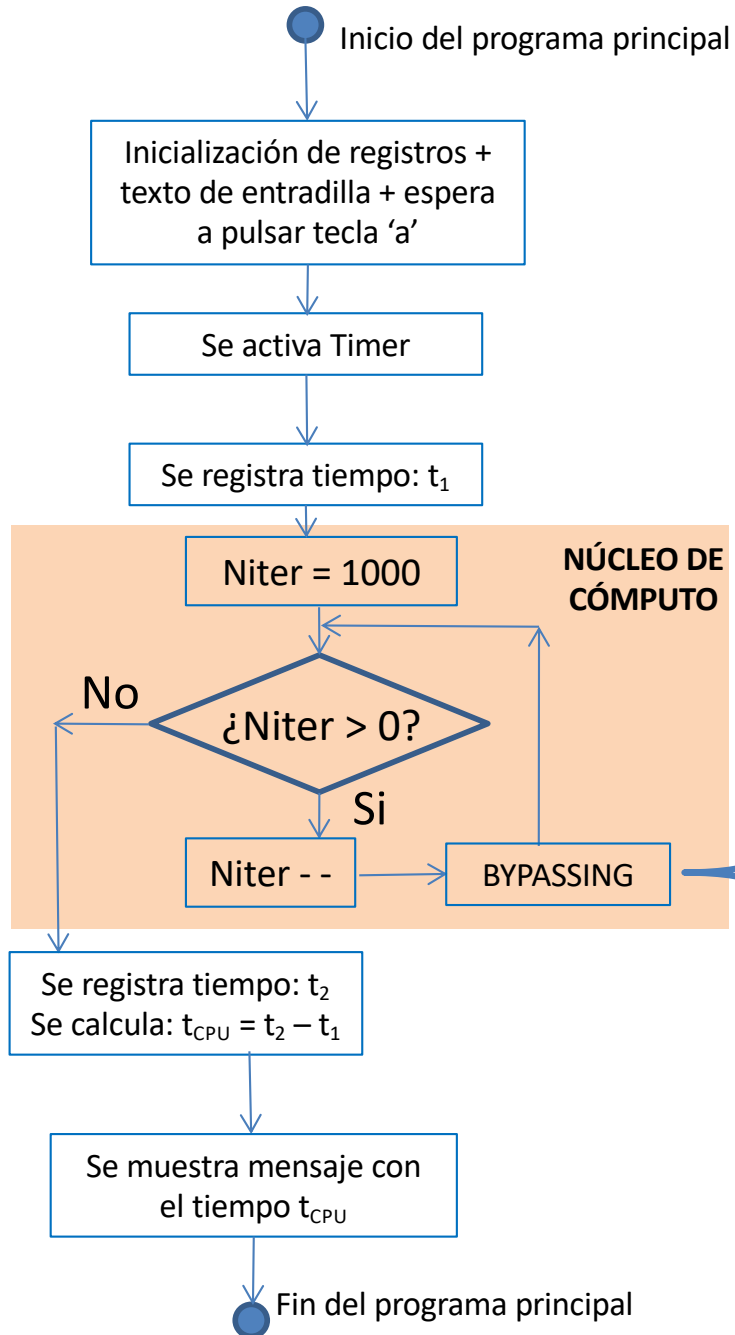 Inicio del programa principal
Inicialización de registros +
texto de entradilla + espera
a pulsar tecla ‘a’
Se activa Timer
Se registra tiempo: t₁
NÚCLEO DE
CÓMPUTO
Niter = 1000
¿Niter > 0?
No
Si
Niter - -
BYPASSING
Se registra tiempo: t₂
Se calcula: t_CPU = t₂ – t₁
Se muestra mensaje con
el tiempo t_CPU
Fin del programa principal